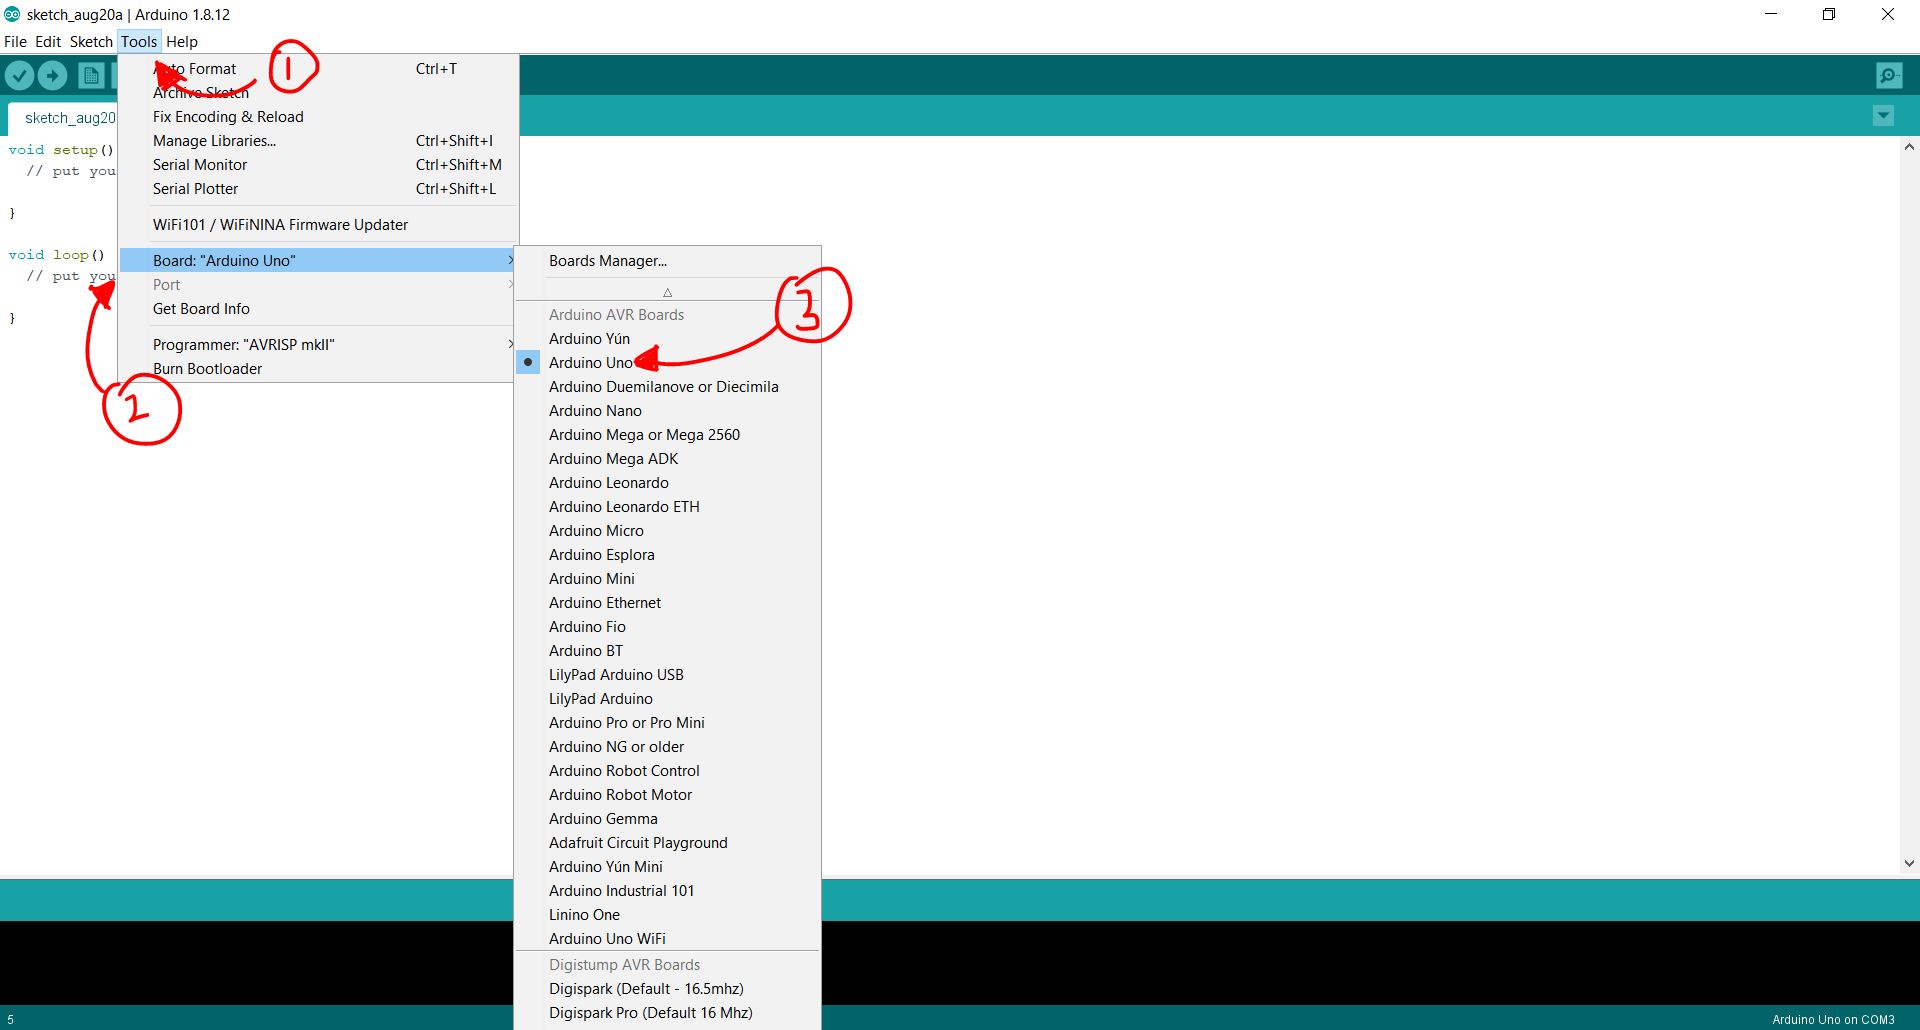 sketch_aug20a | Arduino 1.8.12
File Edit Sketch Tools Help
Auto Format Ctrl+T
1
Archive Sketch
Fix Encoding & Reload
sketch_aug20
Manage Libraries... Ctrl+Shift+I
void setup()
Serial Monitor Ctrl+Shift+M
// put you
Serial Plotter Ctrl+Shift+L
}
WiFi101 / WiFiNINA Firmware Updater
void loop()
Board: "Arduino Uno"
// put you
Port
Get Board Info
}
Programmer: "AVRISP mkII"
Burn Bootloader
2
Boards Manager...
3
Arduino AVR Boards
Arduino Yún
Arduino Uno
Arduino Duemilanove or Diecimila
Arduino Nano
Arduino Mega or Mega 2560
Arduino Mega ADK
Arduino Leonardo
Arduino Leonardo ETH
Arduino Micro
Arduino Esplora
Arduino Mini
Arduino Ethernet
Arduino Fio
Arduino BT
LilyPad Arduino USB
LilyPad Arduino
Arduino Pro or Pro Mini
Arduino NG or older
Arduino Robot Control
Arduino Robot Motor
Arduino Gemma
Adafruit Circuit Playground
Arduino Yún Mini
Arduino Industrial 101
Linino One
Arduino Uno WiFi
Digistump AVR Boards
Digispark (Default - 16.5mhz)
Digispark Pro (Default 16 Mhz)
5
Arduino Uno on COM3